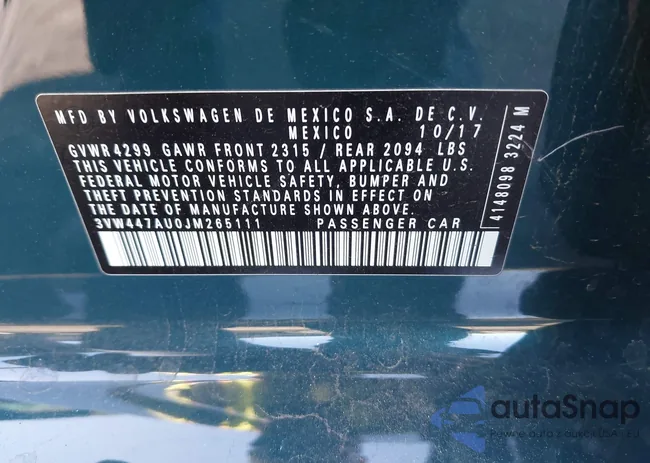 MFD BY VOLKSWAGEN DE MEXICO S.A. DE C.V.
MEXICO 10/17
GVWR4299 GAWR FRONT 2315 / REAR 2094 LBS
THIS VEHICLE CONFORMS TO ALL APPLICABLE U.S.
FEDERAL MOTOR VEHICLE SAFETY, BUMPER AND
THEFT PREVENTION STANDARDS IN EFFECT ON
THE DATE OF MANUFACTURE SHOWN ABOVE.
3VW447AU0JM265111 PASSENGER CAR
4148098 3224 M
autoSnap